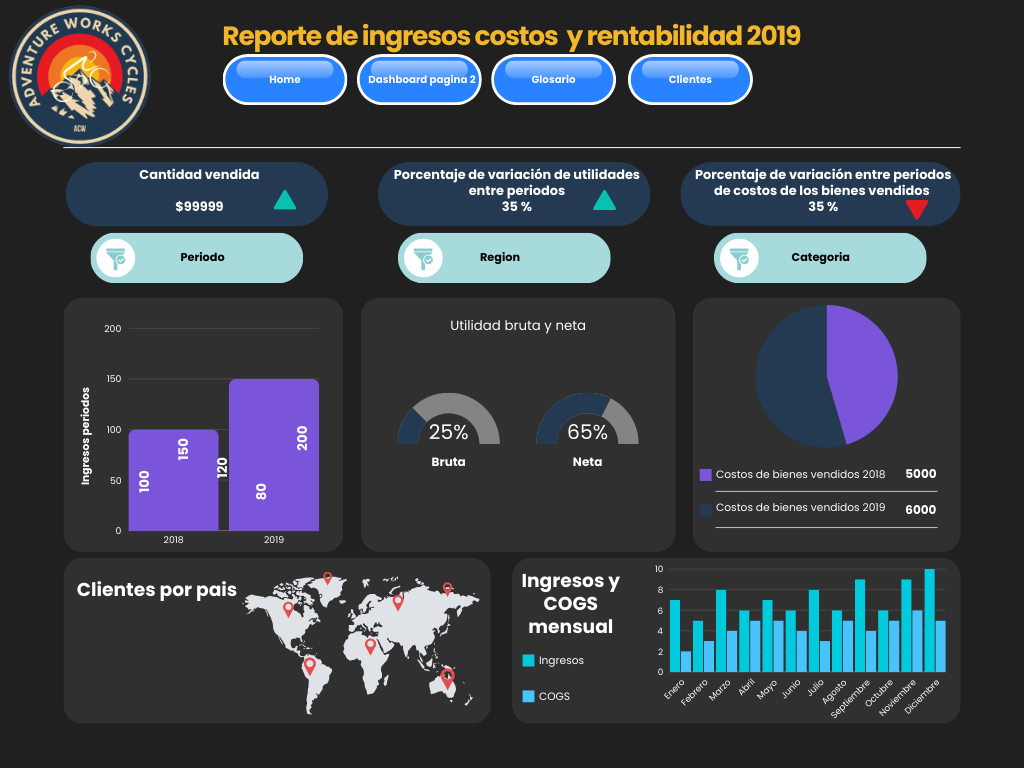 ADVENTURE WORKS CYCLES
ACW
Reporte de ingresos costos y rentabilidad 2019
Home
Dashboard pagina 2
Glosario
Clientes
Cantidad vendida
$99999
Porcentaje de variación de utilidades
entre periodos
35 %
Porcentaje de variación entre periodos
de costos de los bienes vendidos
35 %
Periodo
Region
Categoria
Ingresos periodos
200
150
100
50
0
100
150
120
80
200
2018
2019
Utilidad bruta y neta
25%
Bruta
65%
Neta
Costos de bienes vendidos 2018 5000
Costos de bienes vendidos 2019 6000
Clientes por pais
Ingresos y
COGS
mensual
Ingresos
COGS
10
8
6
4
2
0
Enero
Febrero
Marzo
Abril
Mayo
Junio
Julio
Agosto
Septiembre
Octubre
Noviembre
Diciembre